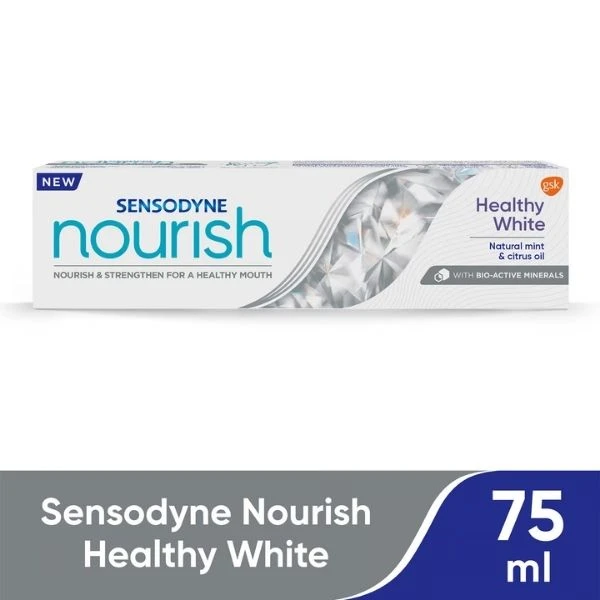 NEW
SENSODYNE
nourish
NOURISH & STRENGTHEN FOR A HEALTHY MOUTH
gsk
Healthy
White
Natural mint
& citrus oil
WITH BIO-ACTIVE MINERALS
Sensodyne Nourish
Healthy White
75
ml